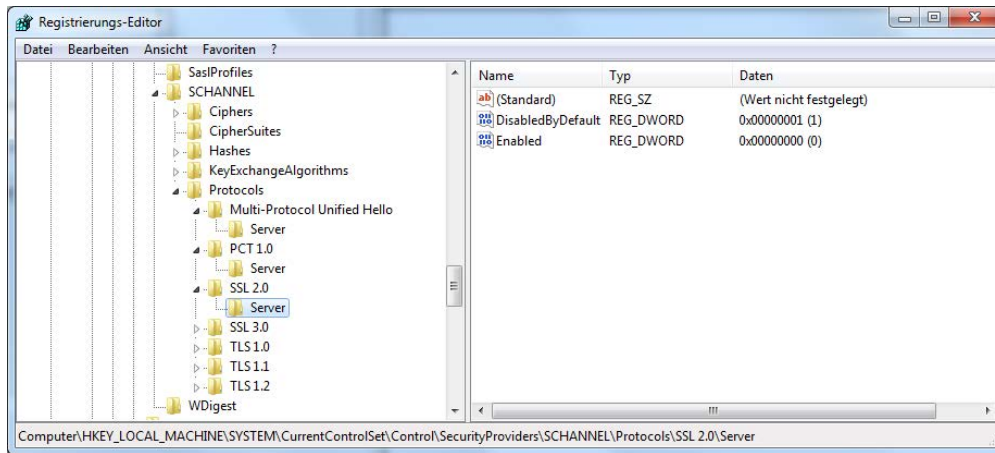 Registrierungs-Editor
Datei Bearbeiten Ansicht Favoriten ?
SaslProfiles
SCHANNEL
Ciphers
CipherSuites
Hashes
KeyExchangeAlgorithms
Protocols
Multi-Protocol Unified Hello
Server
PCT 1.0
Server
SSL 2.0
Server
SSL 3.0
TLS 1.0
TLS 1.1
TLS 1.2
WDigest
Name Typ Daten
(Standard) REG_SZ (Wert nicht festgelegt)
DisabledByDefault REG_DWORD 0x00000001 (1)
Enabled REG_DWORD 0x00000000 (0)
Computer\HKEY_LOCAL_MACHINE\SYSTEM\CurrentControlSet\Control\SecurityProviders\SCHANNEL\Protocols\SSL 2.0\Server